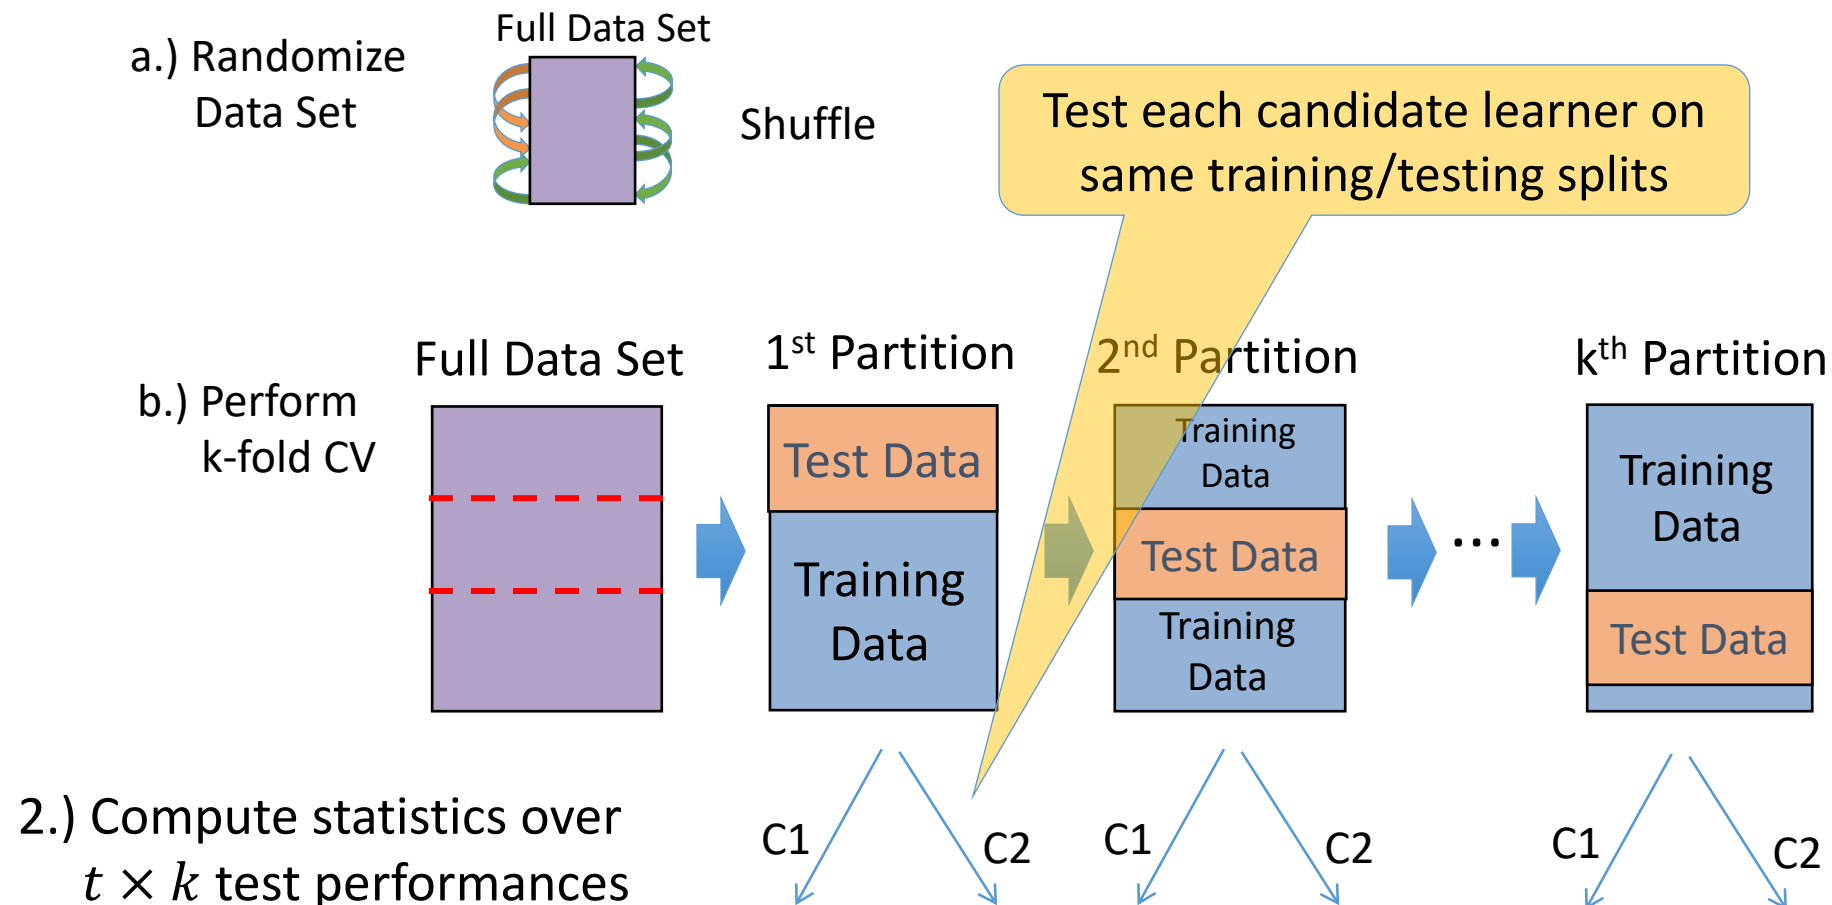 a.) Randomize
Data Set
Full Data Set
Shuffle
Test each candidate learner on
same training/testing splits
b.) Perform
k-fold CV
Full Data Set
1st Partition
Test Data
Training
Data
2nd Partition
Training
Data
Test Data
Training
Data
...
kth Partition
Training
Data
Test Data
2.) Compute statistics over
t × k test performances
C1
C2
C1
C2
C1
C2